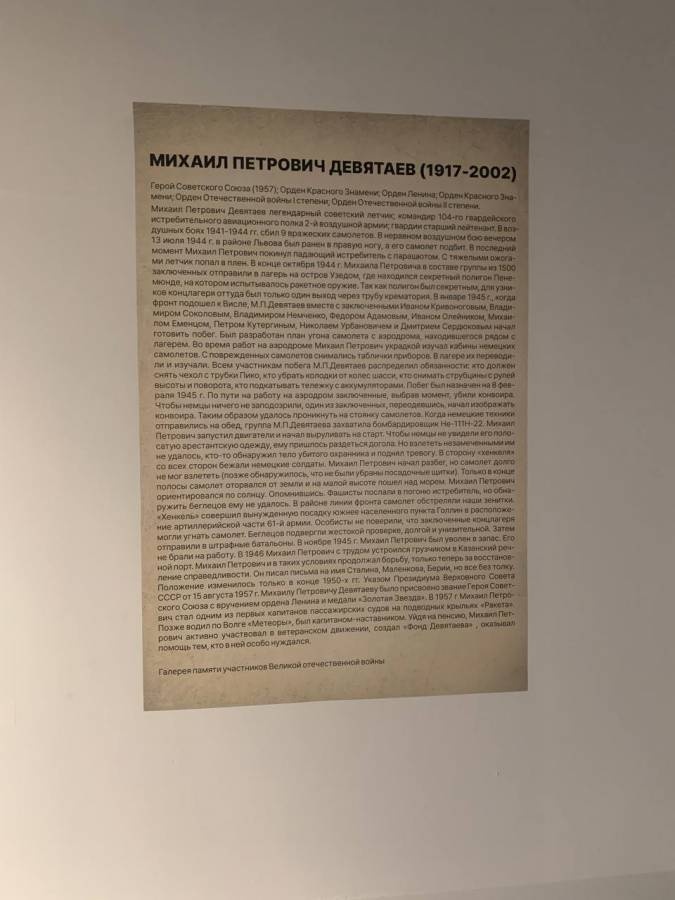 МИХАИЛ ПЕТРОВИЧ ДЕВЯТАЕВ (1917-2002)
Герой Советского Союза (1957); Орден Красного Знамени; Орден Ленина; Орден Красного Зна-
мени; Орден Отечественной войны I степени; Орден Отечественной войны II степени.
Михаил Петрович Девятаев легендарный советский летчик; командир 104-го гвардейского
истребительного авиационного полка 2-й воздушной армии; гвардии старший лейтенант. В воз-
душных боях 1941-1944 гг. сбил 9 вражеских самолетов. В неравном воздушном бою вечером
13 июля 1944 г. в районе Львова был ранен в правую ногу, а его самолет подбит. В последний
момент Михаил Петрович покинул падающий истребитель с парашютом. С тяжелыми ожога-
ми летчик попал в плен. В конце октября 1944 г. Михаила Петровича в составе группы из 1500
заключенных отправили в лагерь на остров Узедом, где находился секретный полигон Пене-
мюнде, на котором испытывалось ракетное оружие. Так как полигон был секретным, для узни-
ков концлагеря оттуда был только один выход через трубу крематория. В январе 1945 г., когда
фронт подошел к Висле, М.П.Девятаев вместе с заключенными Иваном Кривоноговым, Влади-
миром Соколовым, Владимиром Немченко, Федором Адамовым, Иваном Олейником, Михаи-
лом Емецом, Петром Кутергиным, Николаем Урбановичем и Дмитрием Сердюковым начал
готовить побег. Был разработан план угона самолета с аэродрома, находившегося рядом с
лагерем. Во время работ на аэродроме Михаил Петрович украдкой изучал кабины немецких
самолетов. С поврежденных самолетов снимались таблички приборов. В лагере их переводи-
ли и изучали. Всем участникам побега М.П.Девятаев распределил обязанности: кто должен
снять чехол с трубки Пико, кто убрать колодки от колес шасси, кто снимать струбцины с рулей
высоты и поворота, кто подкатывать тележку с аккумуляторами. Побег был назначен на 8 фев-
раля 1945 г. По пути на работу на аэродром заключенные, выбрав момент, убили конвоира.
Чтобы немцы ничего не заподозрили, один из заключенных, переодевшись, начал изображать
конвоира. Таким образом удалось проникнуть на стоянку самолетов. Когда немецкие техники
отправились на обед, группа М.П.Девятаева захватила бомбардировщик He-111H-22. Михаил
Петрович запустил двигатели и начал выруливать на старт. Чтобы немцы не увидели его поло-
сатую арестантскую одежду, ему пришлось раздеться догола. Но взлететь незамеченными им
не удалось, кто-то обнаружил тело убитого охранника и поднял тревогу. В сторону «хенкеля»
со всех сторон бежали немецкие солдаты. Михаил Петрович начал разбег, но самолет долго
не мог взлететь (позже обнаружилось, что не были убраны посадочные щитки). Только в конце
полосы самолет оторвался от земли и на малой высоте пошел над морем. Михаил Петрович
ориентировался по солнцу. Опомнившись. Фашисты послали в погоню истребитель, но обна-
ружить беглецов ему не удалось. В районе линии фронта самолет обстреляли наши зенитки.
«Хенкель» совершил вынужденную посадку южнее населенного пункта Голлин в расположе-
ние артиллерийской части 61-й армии. Особисты не поверили, что заключенные концлагеря
могли угнать самолет. Беглецов подвергли жестокой проверке, долгой и унизительной. Затем
отправили в штрафные батальоны. В ноябре 1945 г. Михаил Петрович был уволен в запас. Его
не брали на работу. В 1946 Михаил Петрович с трудом устроился грузчиком в Казанский реч-
ной порт. Михаил Петрович и в таких условиях продолжал борьбу, только теперь за восстанов-
ление справедливости. Он писал письма на имя Сталина, Маленкова, Берии, но все без толку.
Положение изменилось только в конце 1950-х гг. Указом Президиума Верховного Совета
СССР от 15 августа 1957 г. Михаилу Петровичу Девятаеву было присвоено звание Героя Совет-
ского Союза с вручением ордена Ленина и медали «Золотая Звезда». В 1957 г Михаил Петро-
вич стал одним из первых капитанов пассажирских судов на подводных крыльях «Ракета».
Позже водил по Волге «Метеоры», был капитаном-наставником. Уйдя на пенсию, Михаил Пет-
рович активно участвовал в ветеранском движении, создал «Фонд Девятаева» , оказывал
помощь тем, кто в ней особо нуждался.
Галерея памяти участников Великой отечественной войны